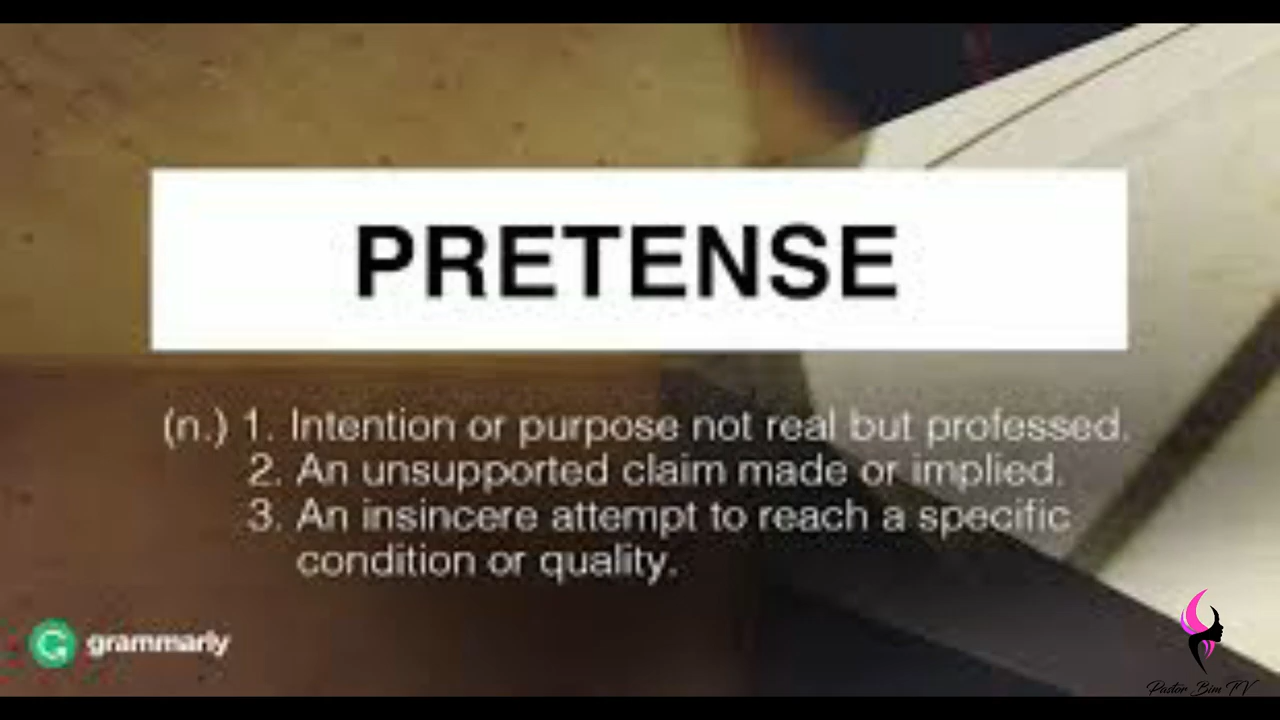 PRETENSE
(n.) 1. Intention or purpose not real but professed.
2. An unsupported claim made or implied.
3. An insincere attempt to reach a specific
condition or quality.
grammarly
Pastor Bim TV